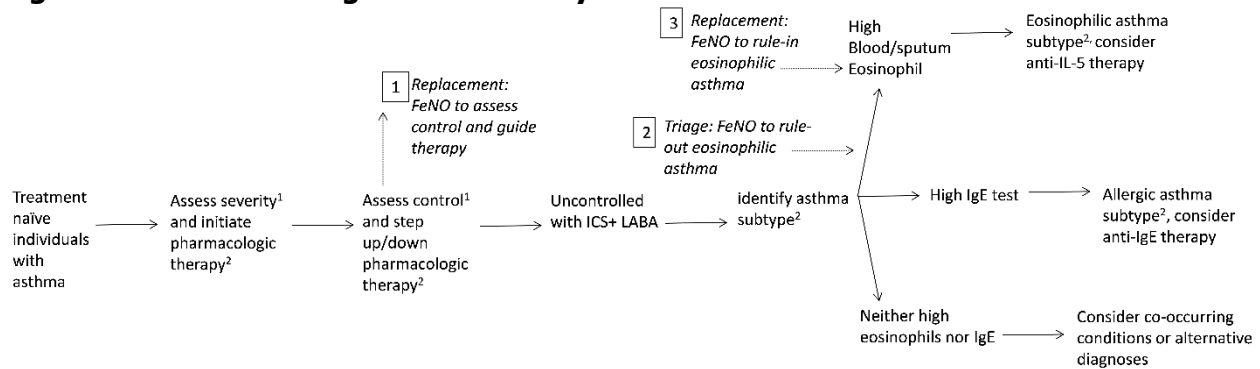 3
Replacement:
FeNO to rule-in
eosinophilic
asthma
High
Blood/sputum
Eosinophil
Eosinophilic asthma
subtype2, consider
anti-IL-5 therapy
1
Replacement:
FeNO to assess
control and guide
therapy
2
Triage: FeNO to rule-
out eosinophilic
asthma
Treatment
naïve
individuals
with
asthma
Assess severity1
and initiate
pharmacologic
therapy2
Assess control1
and step
up/down
pharmacologic
therapy2
Uncontrolled
with ICS+ LABA
identify asthma
subtype2
High IgE test
Allergic asthma
subtype2, consider
anti-IgE therapy
Neither high
eosinophils nor IgE
Consider co-occurring
conditions or alternative
diagnoses